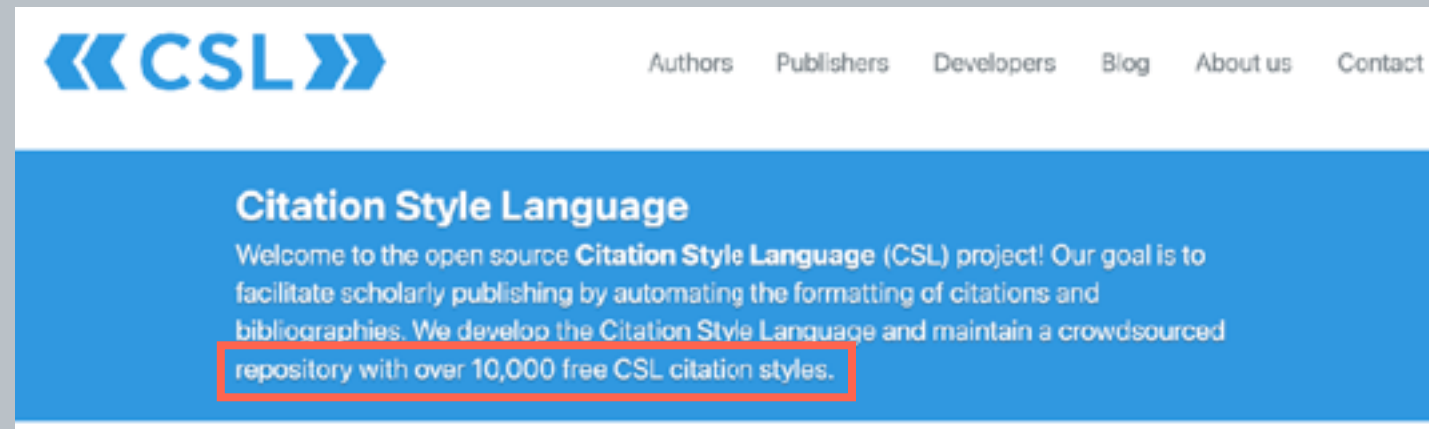 CSL
Authors Publishers Developers Blog About us Contact
Citation Style Language
Welcome to the open source Citation Style Language (CSL) project! Our goal is to
facilitate scholarly publishing by automating the formatting of citations and
bibliographies. We develop the Citation Style Language and maintain a crowdsourced
repository with over 10,000 free CSL citation styles.